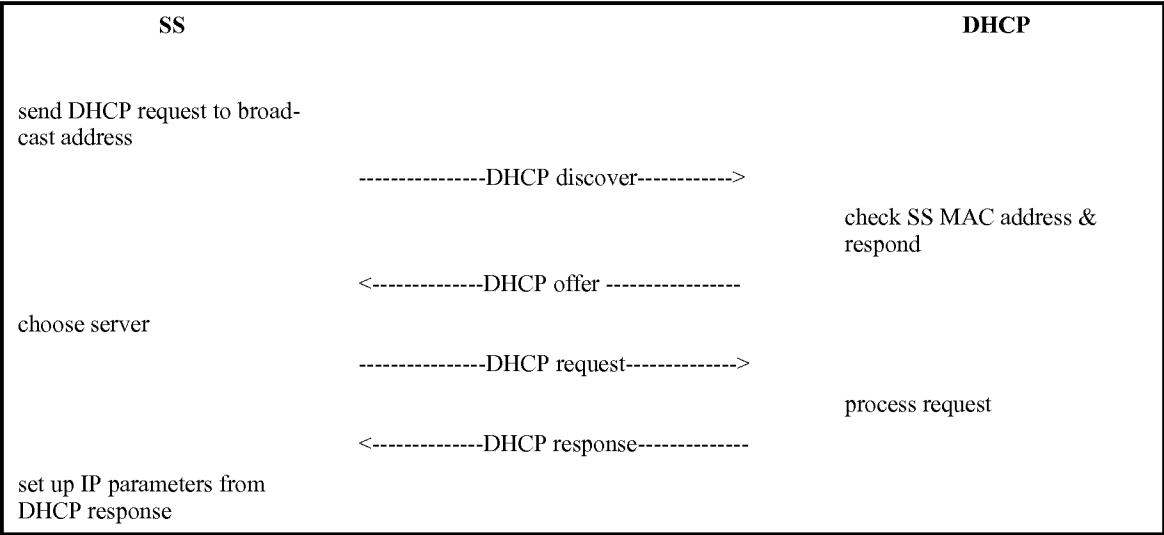 SS DHCP
send DHCP request to broad-
cast address
----------------DHCP discover------------>
check SS MAC address &
respond
<--------------DHCP offer -----------------
choose server
----------------DHCP request-------------->
process request
<--------------DHCP response--------------
set up IP parameters from
DHCP response